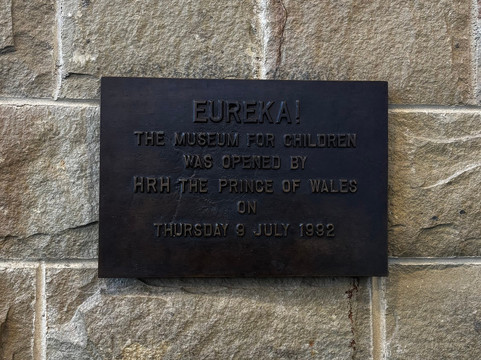 EUREKA!
THE MUSEUM FOR CHILDREN
WAS OPENED BY
HRH THE PRINCE OF WALES
ON
THURSDAY 9 JULY 1992